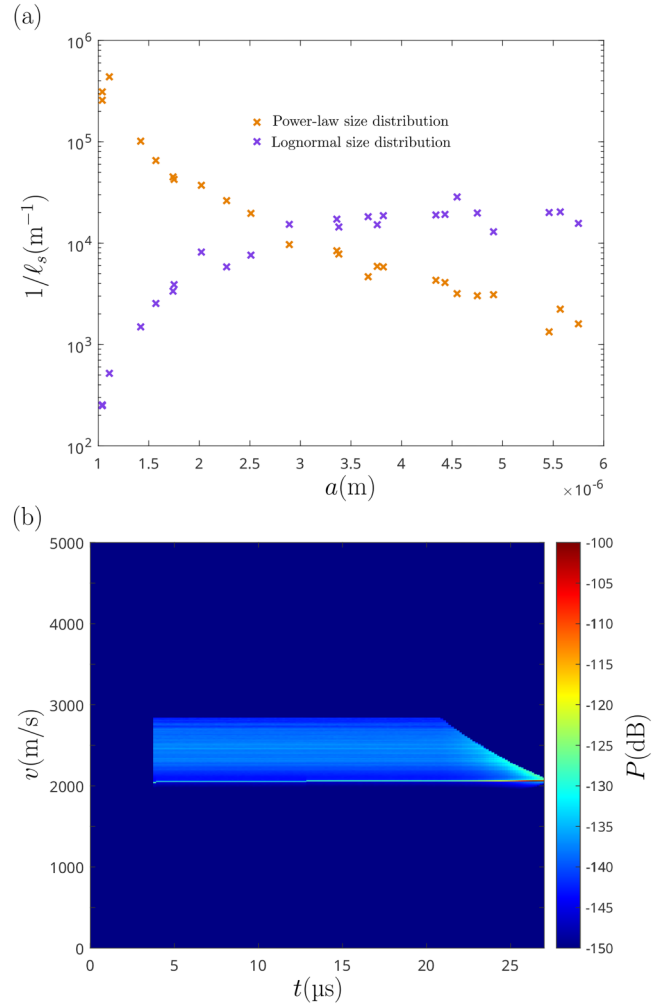 (a)
10^6
10^5
10^4
10^3
10^2
1/ℓ_s(m^{-1})
Power-law size distribution
Lognormal size distribution
1 1.5 2 2.5 3 3.5 4 4.5 5 5.5 6
a(m)
×10^{-6}
(b)
5000
4000
3000
2000
1000
0
v(m/s)
0 5 10 15 20 25
t(μs)
-100
-105
-110
-115
-120
-125
-130
-135
-140
-145
-150
P(dB)